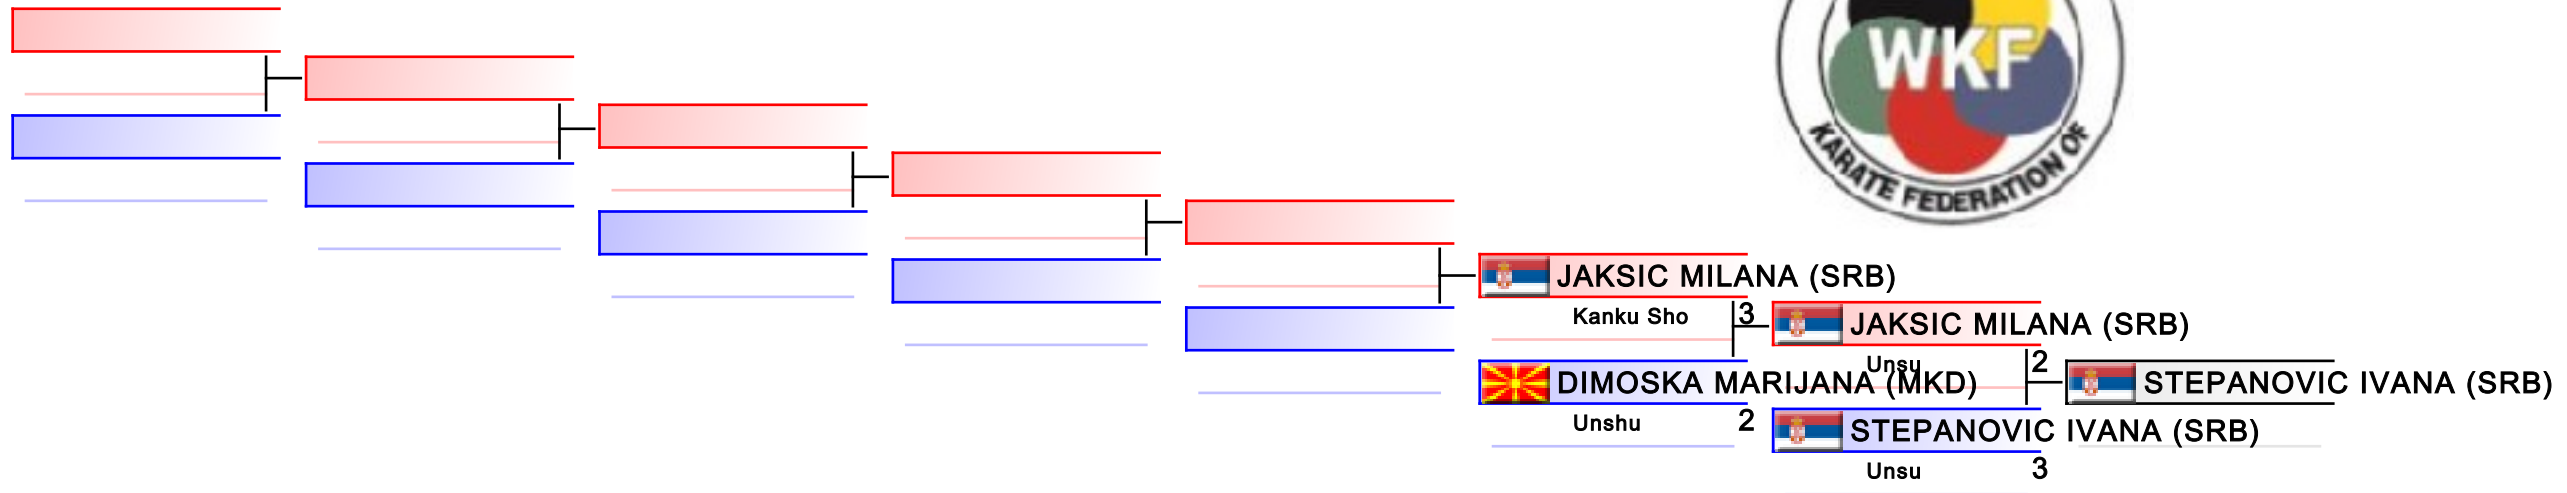 WKF
KARATE FEDERATION OF
JAKSIC MILANA (SRB)
Kanku Sho 3
JAKSIC MILANA (SRB)
Unsu 2
DIMOSKA MARIJANA (MKD)
STEPANOVIC IVANA (SRB)
Unshu 2
STEPANOVIC IVANA (SRB)
Unsu 3